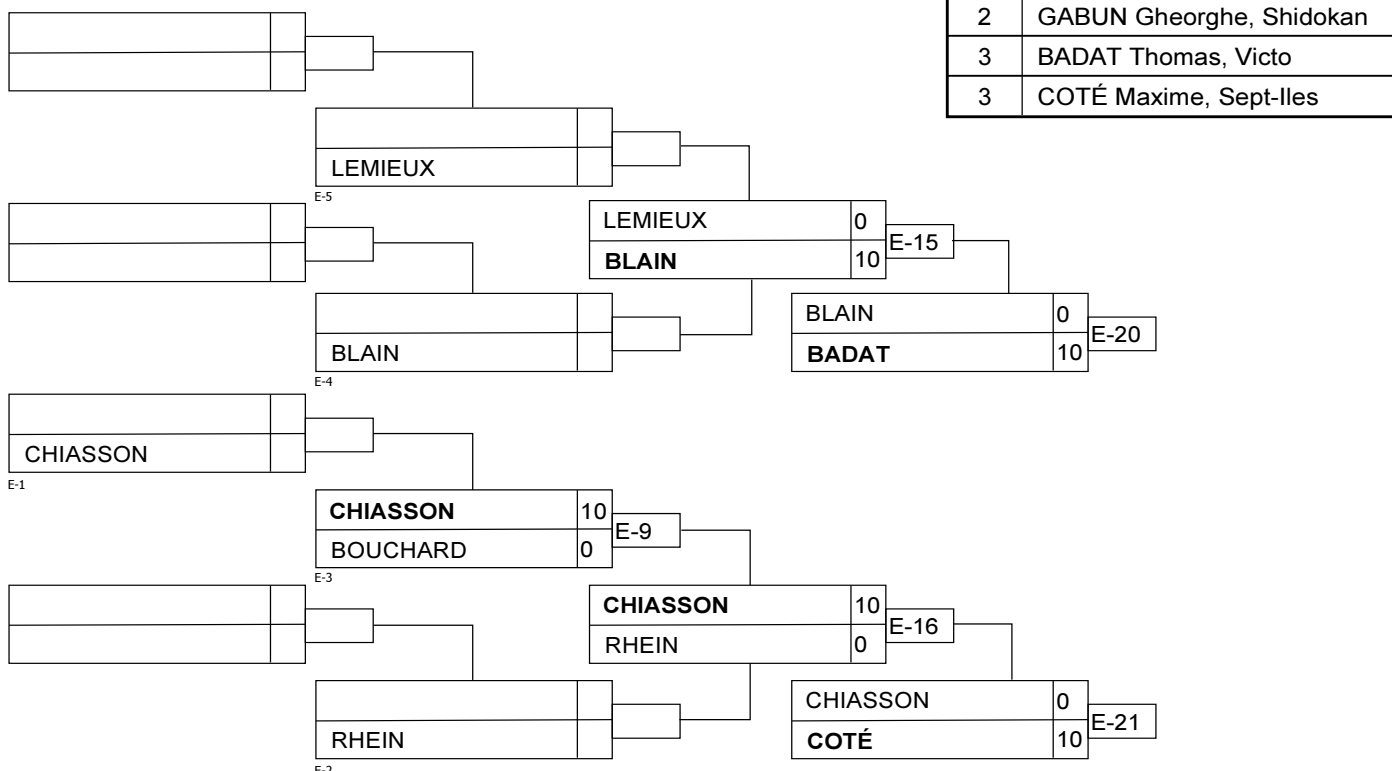 2 GABUN Gheorghe, Shidokan
3 BADAT Thomas, Victo
3 COTÉ Maxime, Sept-Iles
LEMIEUX
E-5
LEMIEUX 0
BLAIN 10
E-15
BLAIN
E-4
BLAIN 0
BADAT 10
E-20
CHIASSON
E-1
CHIASSON 10
BOUCHARD 0
E-9
E-3
CHIASSON 10
RHEIN 0
E-16
RHEIN
E-2
CHIASSON 0
COTÉ 10
E-21